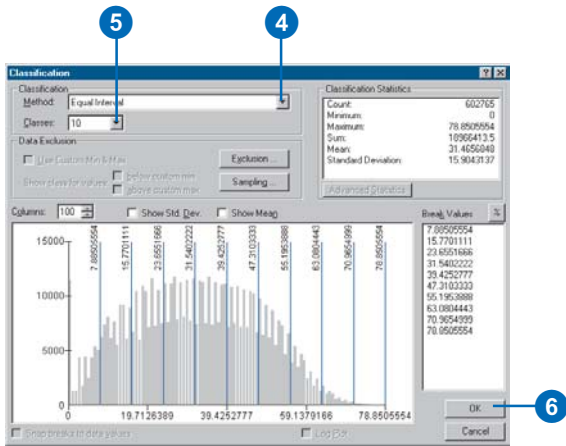 5
4
Classification
Classification
Method: Equal Interval
Classes: 10
Data Exclusion
Use Custom Min & Max
Show class for values: below custom min
above custom max
Exclusion ...
Sampling ...
Classification Statistics
Count: 602765
Minimum: 0
Maximum: 78.8505554
Sum: 18966413.5
Mean: 31.4656848
Standard Deviation: 15.9043137
Advanced Statistics
Columns: 100
Show Std. Dev.
Show Mean
Break Values
%
15000
10000
5000
0
7.88505554
15.7701111
23.6551666
31.5402222
39.4252777
47.3103333
55.1953888
63.0804443
70.9654999
78.8505554
0
19.7126389
39.4252777
59.1379166
78.8505554
7.88505554
15.7701111
23.6551666
31.5402222
39.4252777
47.3103333
55.1953888
63.0804443
70.9654999
78.8505554
Snap breaks to data values
Log Plot
OK
6
Cancel